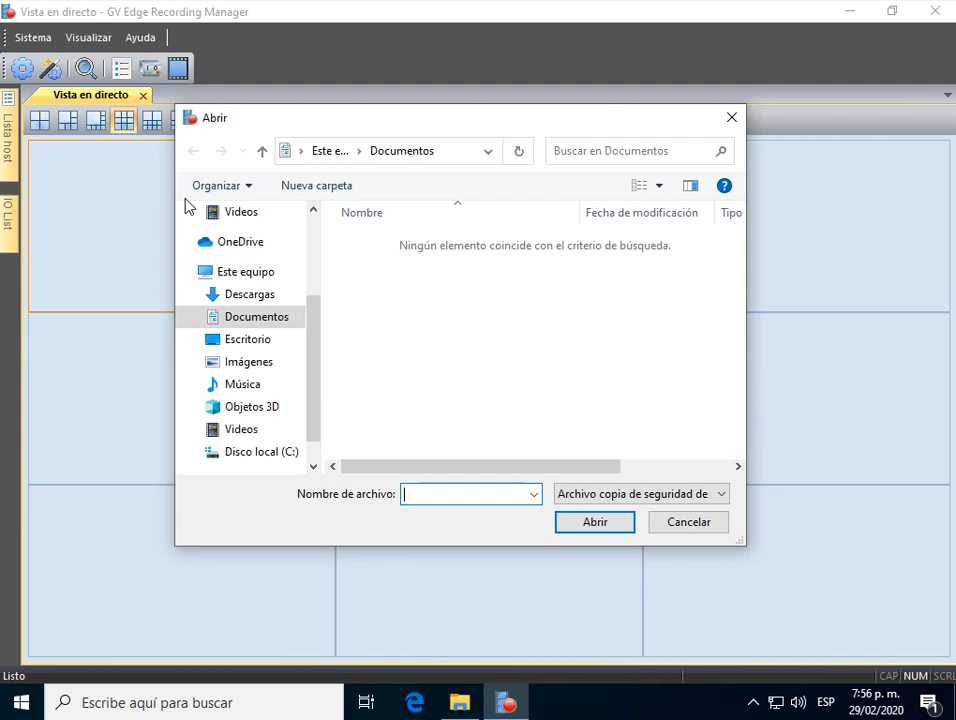 Vista en directo - GV Edge Recording Manager
Sistema Visualizar Ayuda
Vista en directo
Lista host
IO List
Abrir
Este e... Documentos
Buscar en Documentos
Organizar Nueva carpeta
Nombre Fecha de modificación Tipo
Ningún elemento coincide con el criterio de búsqueda.
Videos
OneDrive
Este equipo
Descargas
Documentos
Escritorio
Imágenes
Música
Objetos 3D
Videos
Disco local (C:)
Nombre de archivo:
Archivo copia de seguridad de
Abrir Cancelar
Listo
CAP NUM SCRL
Escribe aquí para buscar
ESP
7:56 p. m.
29/02/2020
1